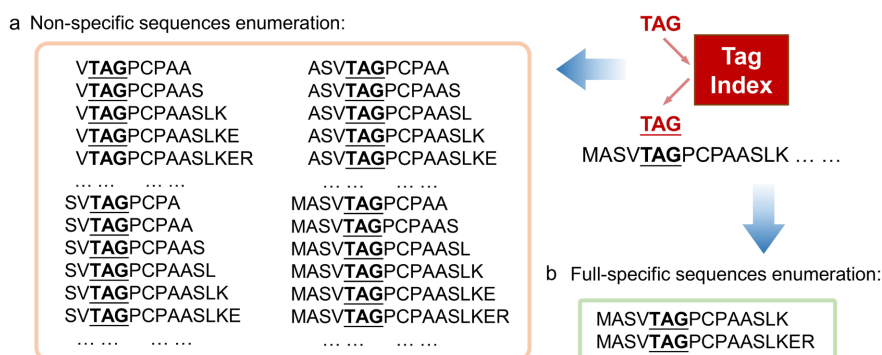 a Non-specific sequences enumeration:
VTAGPCPAA
VTAGPCPAAS
VTAGPCPAASLK
VTAGPCPAASLKE
VTAGPCPAASLKER
… … … …
SVTAGPCPA
SVTAGPCPAA
SVTAGPCPAAS
SVTAGPCPAASL
SVTAGPCPAASLK
SVTAGPCPAASLKE
… … … …
ASVTAGPCPAA
ASVTAGPCPAAS
ASVTAGPCPAASL
ASVTAGPCPAASLK
ASVTAGPCPAASLKE
… … … …
MASVTAGPCPAA
MASVTAGPCPAAS
MASVTAGPCPAASL
MASVTAGPCPAASLK
MASVTAGPCPAASLKE
MASVTAGPCPAASLKER
… … … …
TAG
Tag
Index
TAG
MASVTAGPCPAASLK … …
b Full-specific sequences enumeration:
MASVTAGPCPAASLK
MASVTAGPCPAASLKER